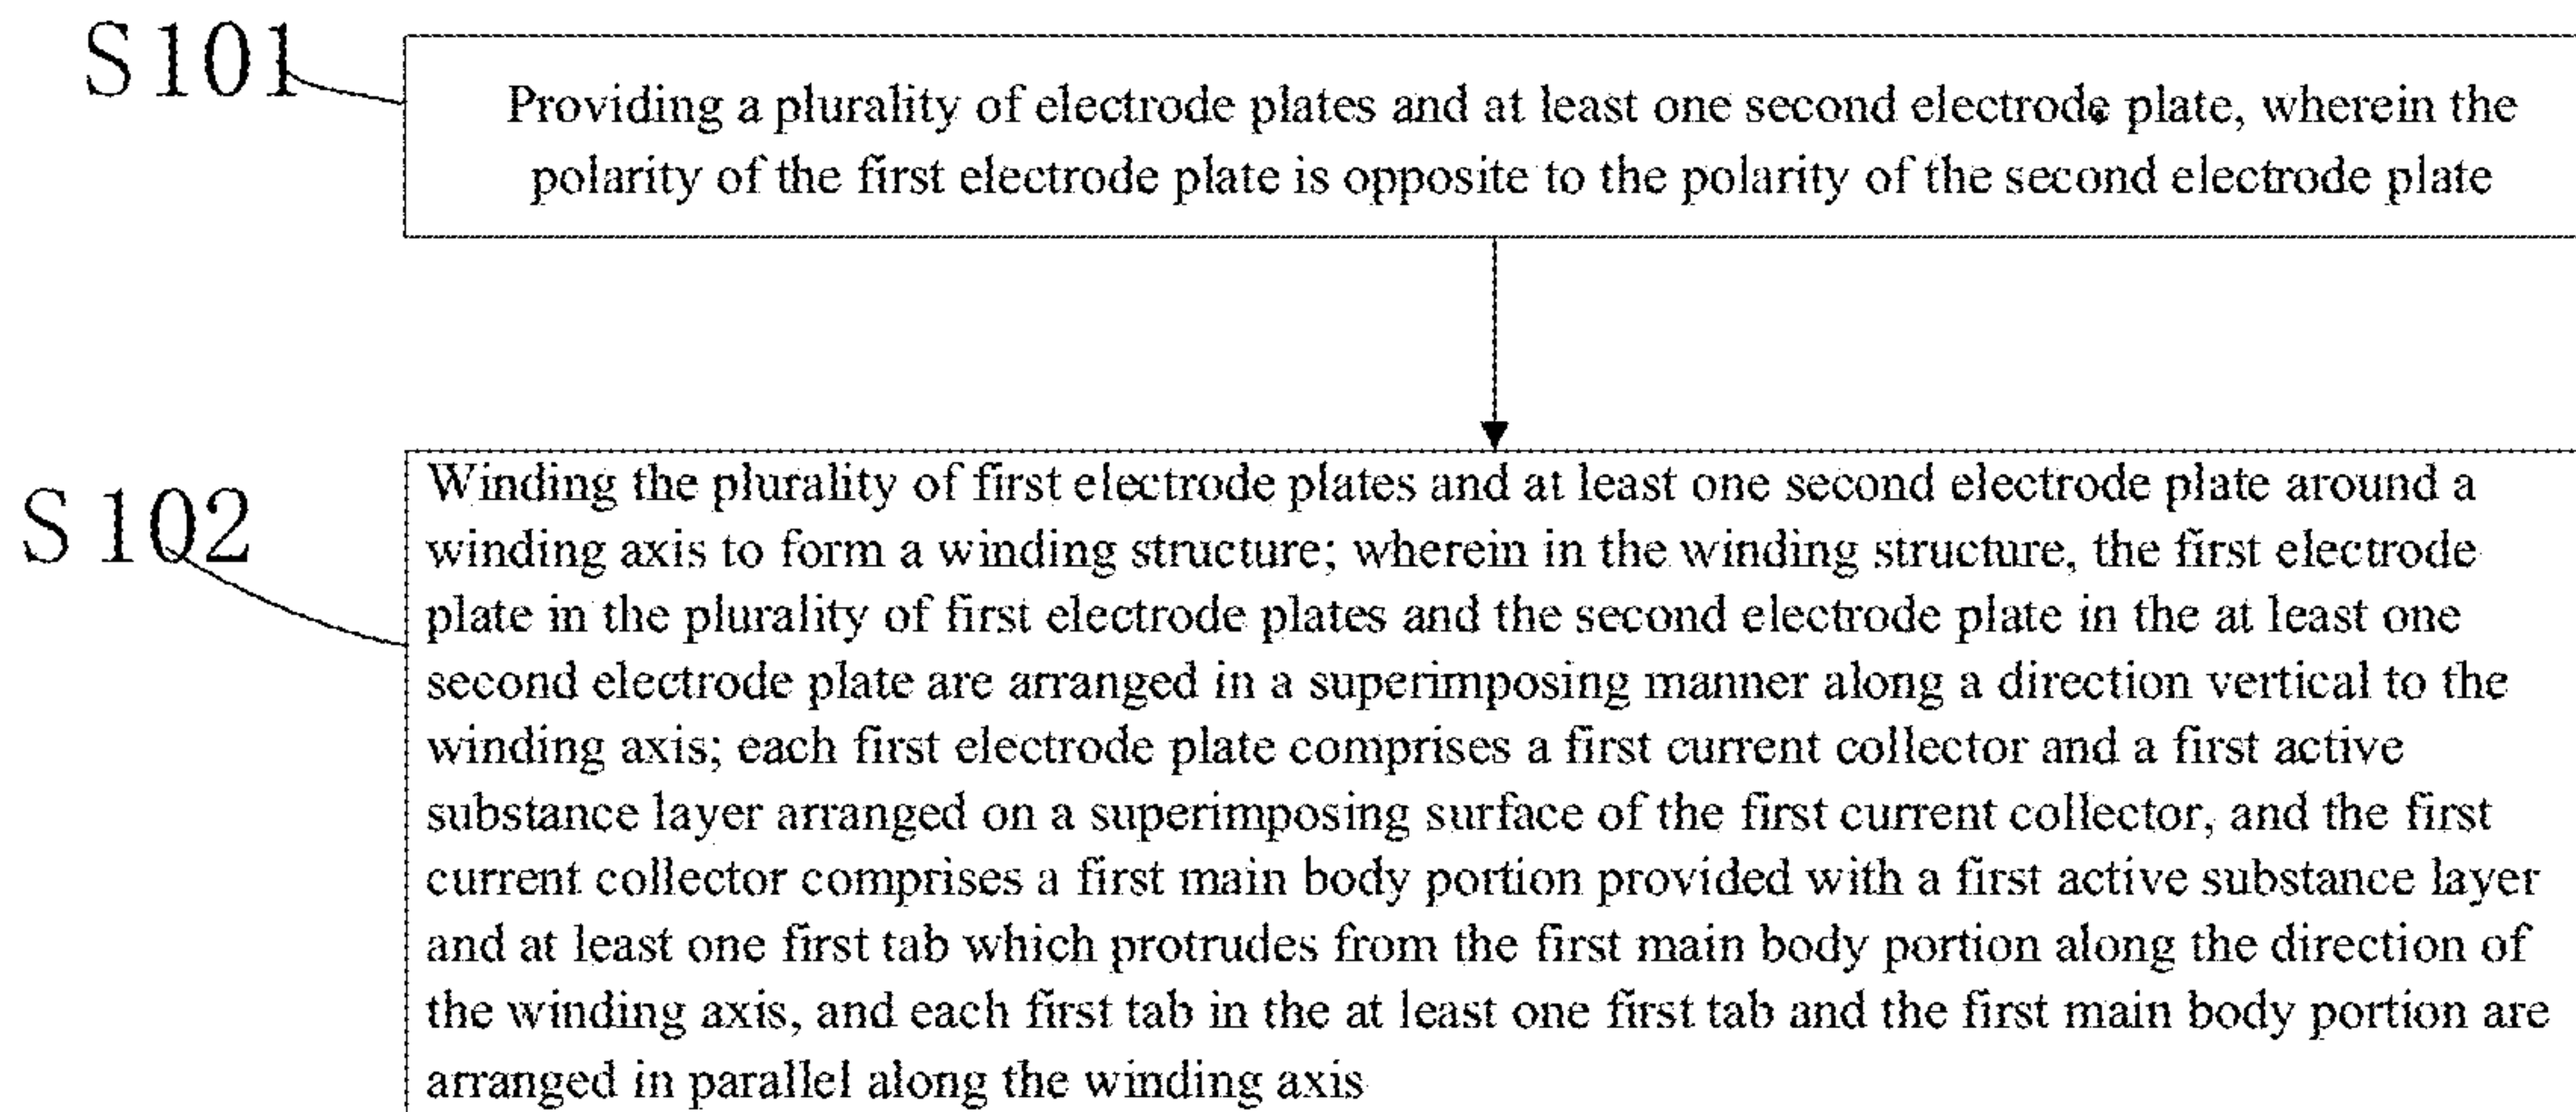 S101
Providing a plurality of electrode plates and at least one second electrode plate, wherein the
polarity of the first electrode plate is opposite to the polarity of the second electrode plate
S102
Winding the plurality of first electrode plates and at least one second electrode plate around a
winding axis to form a winding structure; wherein in the winding structure, the first electrode
plate in the plurality of first electrode plates and the second electrode plate in the at least one
second electrode plate are arranged in a superimposing manner along a direction vertical to the
winding axis; each first electrode plate comprises a first current collector and a first active
substance layer arranged on a superimposing surface of the first current collector, and the first
current collector comprises a first main body portion provided with a first active substance layer
and at least one first tab which protrudes from the first main body portion along the direction of
the winding axis, and each first tab in the at least one first tab and the first main body portion are
arranged in parallel along the winding axis